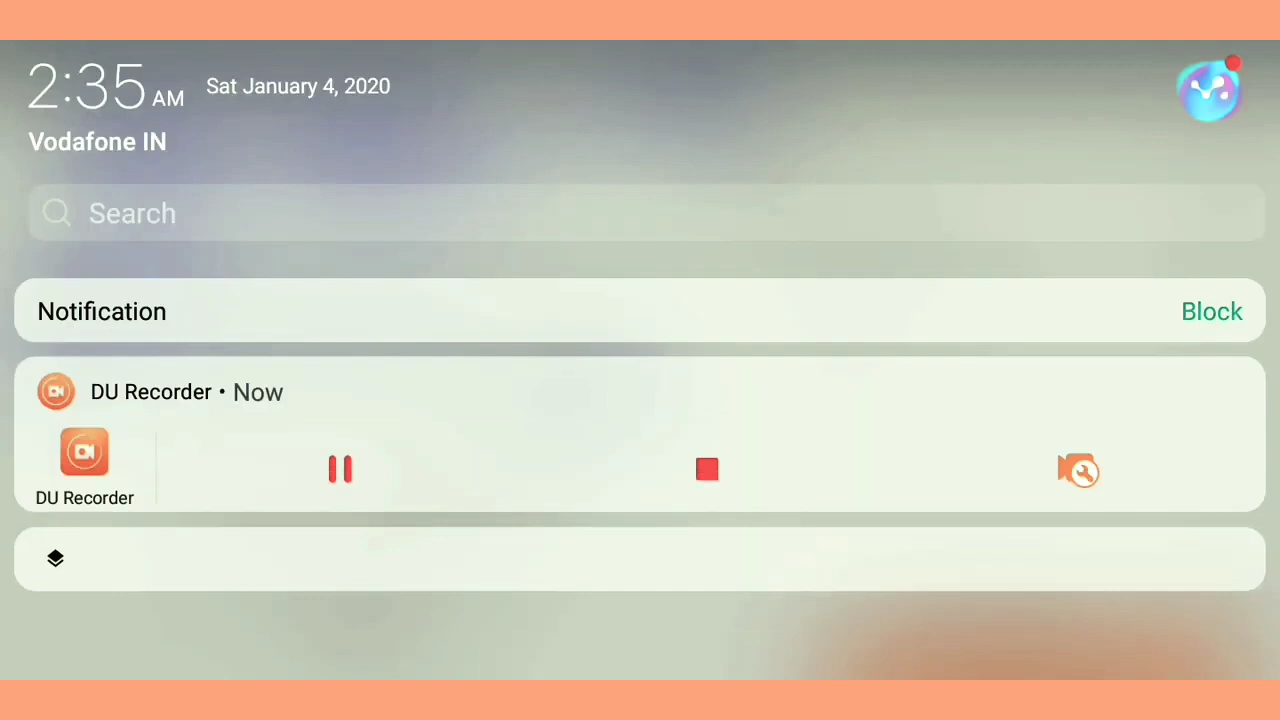 2:35 AM Sat January 4, 2020
Vodafone IN
Search
Notification Block
DU Recorder • Now
DU Recorder